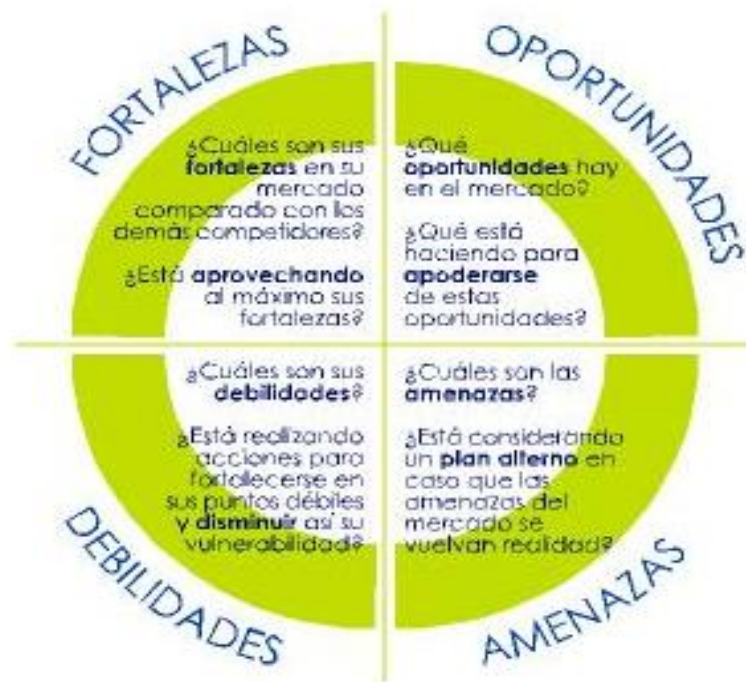 FORTALEZAS
¿Cuáles son sus
fortalezas en su
mercado
comparado con los
demás competidores?
¿Está aprovechando
al máximo sus
fortalezas?
OPORTUNIDADES
¿Qué
oportunidades hay
en el mercado?
¿Qué está
haciendo para
apoderarse
de estas
oportunidades?
DEBILIDADES
¿Cuáles son sus
debilidades?
¿Está realizando
acciones para
fortalecerse en
sus puntos débiles
y disminuir así su
vulnerabilidad?
AMENAZAS
¿Cuáles son las
amenazas?
¿Está considerando
un plan alterno en
caso que las
amenazas del
mercado se
vuelvan realidad?